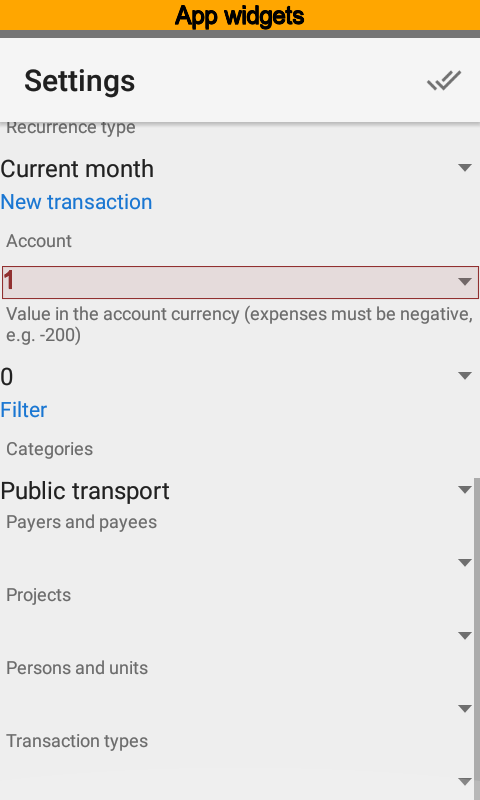 App widgets
Settings
Recurrence type
Current month
New transaction
Account
1
Value in the account currency (expenses must be negative,
e.g. -200)
0
Filter
Categories
Public transport
Payers and payees
Projects
Persons and units
Transaction types